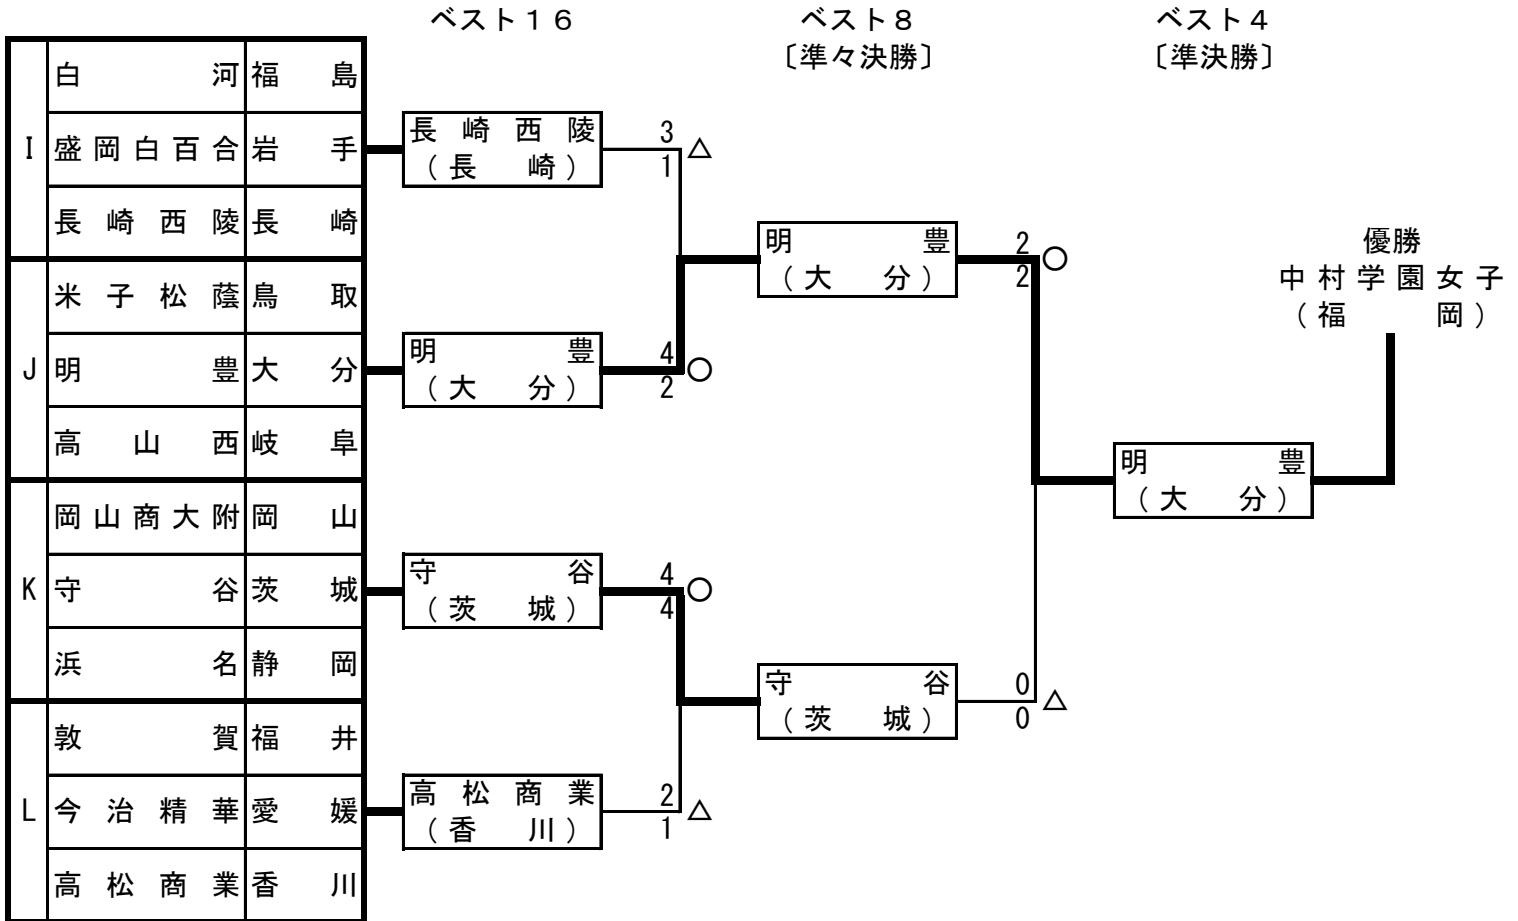 ベスト１６
ベスト８
〔準々決勝〕
ベスト４
〔準決勝〕
I
白河 福島
盛岡白百合 岩手
長崎西陵 長崎
J
米子松蔭 鳥取
明豊 大分
高山西 岐阜
K
岡山商大附 岡山
守谷 茨城
浜名 静岡
L
敦賀 福井
今治精華 愛媛
高松商業 香川
長崎西陵
(長崎)
3
1
△
明豊
(大分)
4
2
○
守谷
(茨城)
4
4
○
高松商業
(香川)
2
1
△
明豊
(大分)
2
2
○
守谷
(茨城)
0
0
△
明豊
(大分)
優勝
中村学園女子
(福岡)